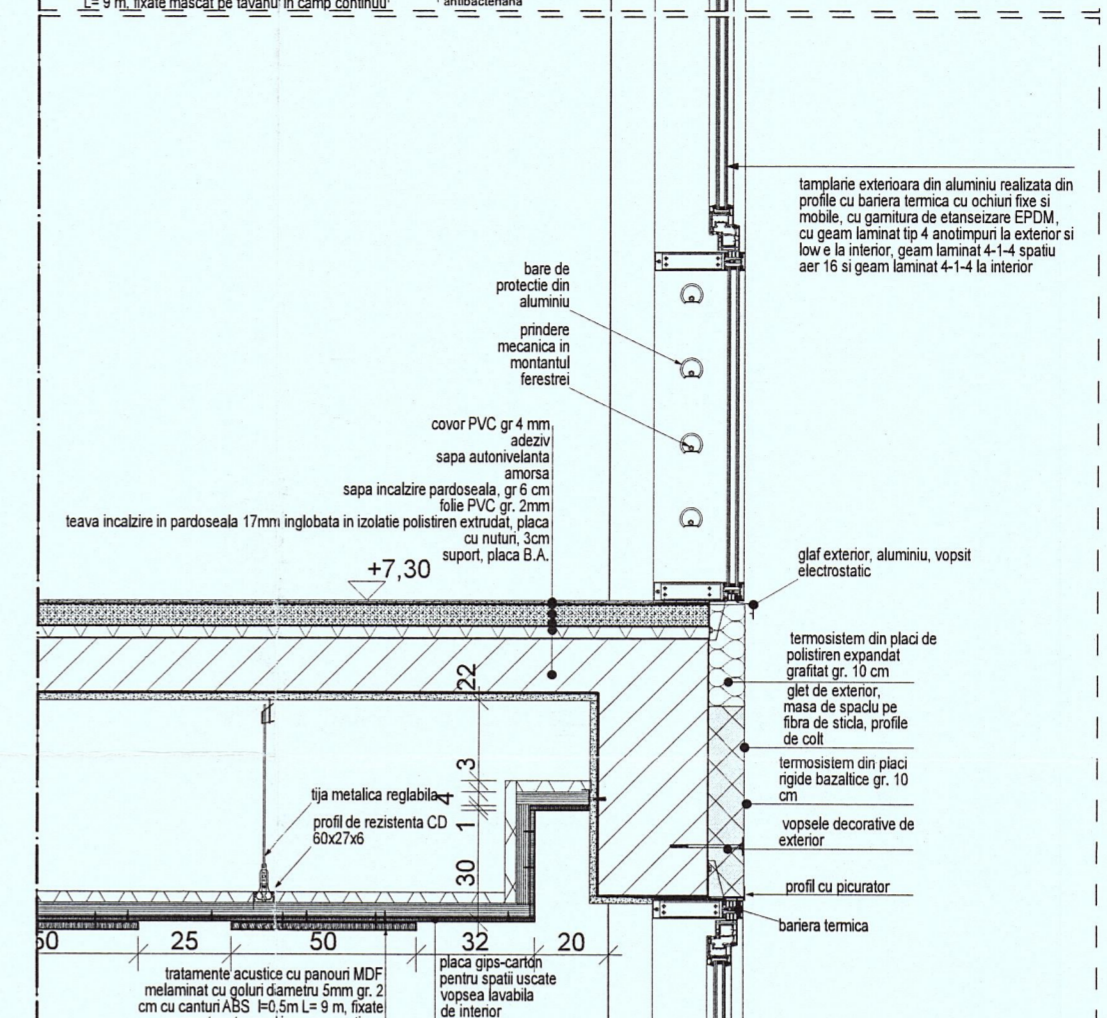 L= 9 m, fixate mascat pe tavanul in camp continuu
antibacteriana
tamplarie exterioara din aluminiu realizata din
profile cu bariera termica cu ochiuri fixe si
mobile, cu garnitura de etanseizare EPDM,
cu geam laminat tip 4 anotimpuri la exterior si
low e la interior, geam laminat 4-1-4 spatiu
aer 16 si geam laminat 4-1-4 la interior
bare de
protectie din
aluminiu
prindere
mecanica in
montantul
ferestrei
covor PVC gr 4 mm
adeziv
sapa autonivelanta
amorsa
sapa incalzire pardoseala, gr 6 cm
folie PVC gr. 2mm
teava incalzire in pardoseala 17mm inglobata in izolatie polistiren extrudat, placa
cu nuturi, 3cm
suport, placa B.A.
+7,30
glaf exterior, aluminiu, vopsit
electrostatic
termosistem din placi de
polistiren expandat
grafitat gr. 10 cm
glet de exterior,
masa de spaclu pe
fibra de sticla, profile
de colt
termosistem din placi
rigide bazaltice gr. 10
cm
vopsele decorative de
exterior
profil cu picurator
bariera termica
22
3
4
1
30
tija metalica reglabila
profil de rezistenta CD
60x27x6
50
25
50
32
20
tratamente acustice cu panouri MDF
melaminat cu goluri diametru 5mm gr. 2
cm cu canturi ABS l=0,5m L= 9 m, fixate
placa gips-carton
pentru spatii uscate
vopsea lavabila
de interior